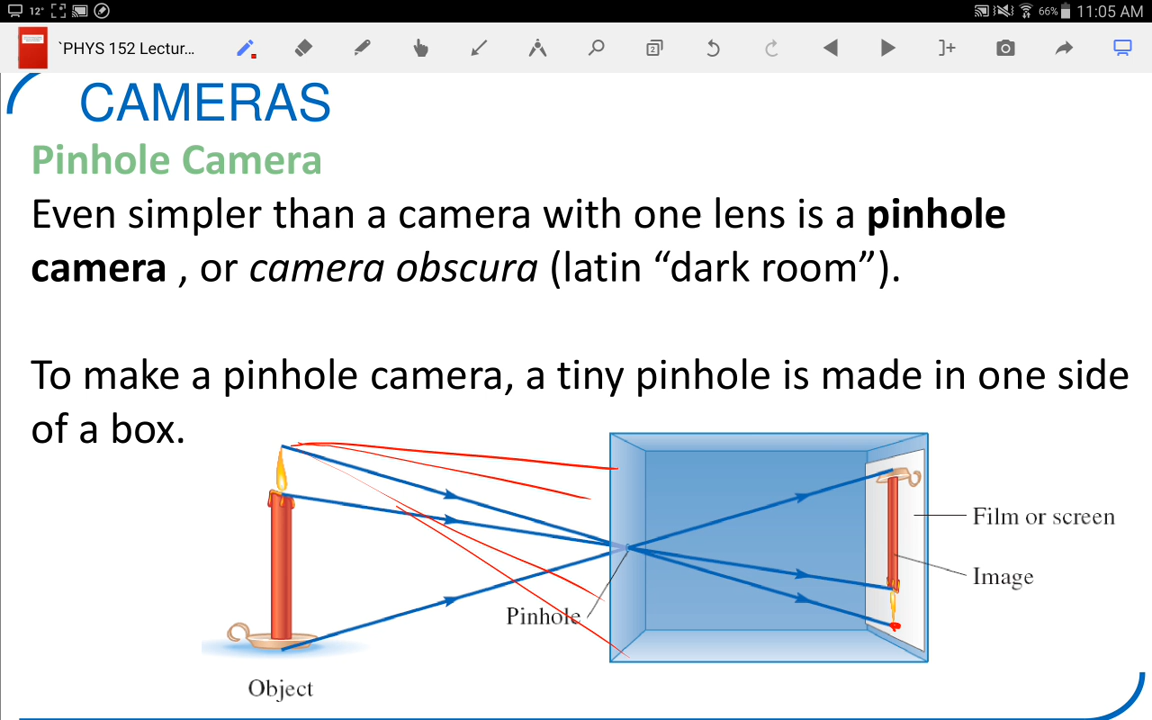 12°
66% 11:05 AM
`PHYS 152 Lectur...
2
CAMERAS
Pinhole Camera
Even simpler than a camera with one lens is a pinhole
camera , or camera obscura (latin “dark room”).
To make a pinhole camera, a tiny pinhole is made in one side
of a box.
Film or screen
Image
Pinhole
Object